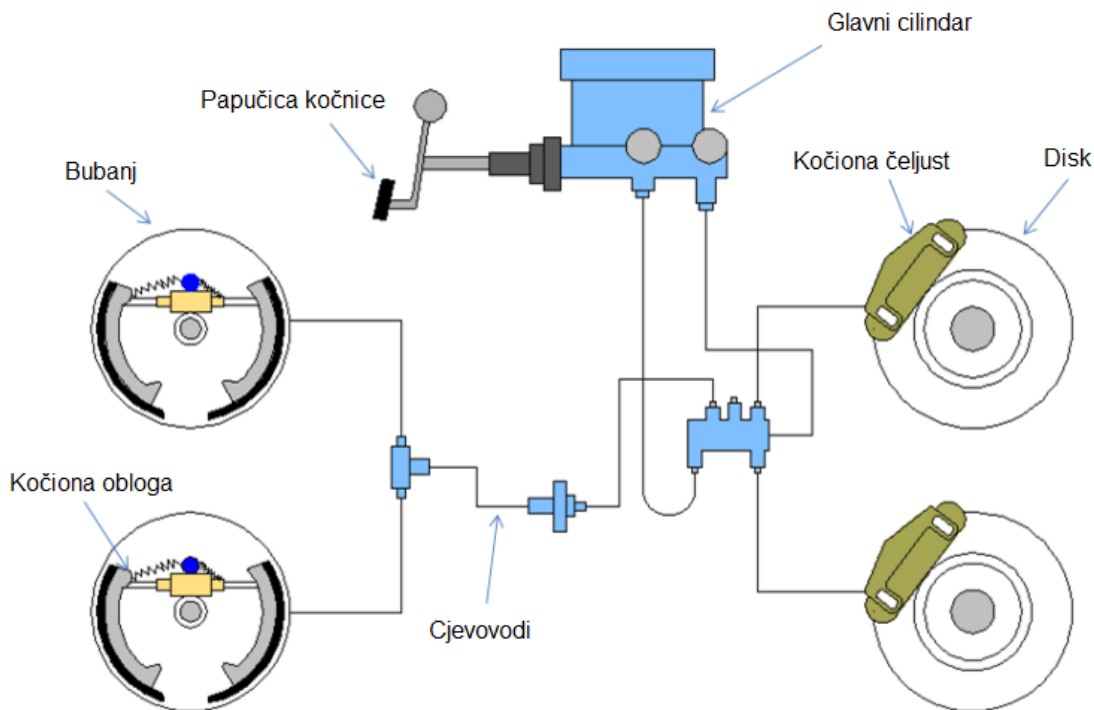 Glavni cilindar
Papučica kočnice
Kočiona čeljust
Disk
Bubanj
Kočiona obloga
Cjevovodi